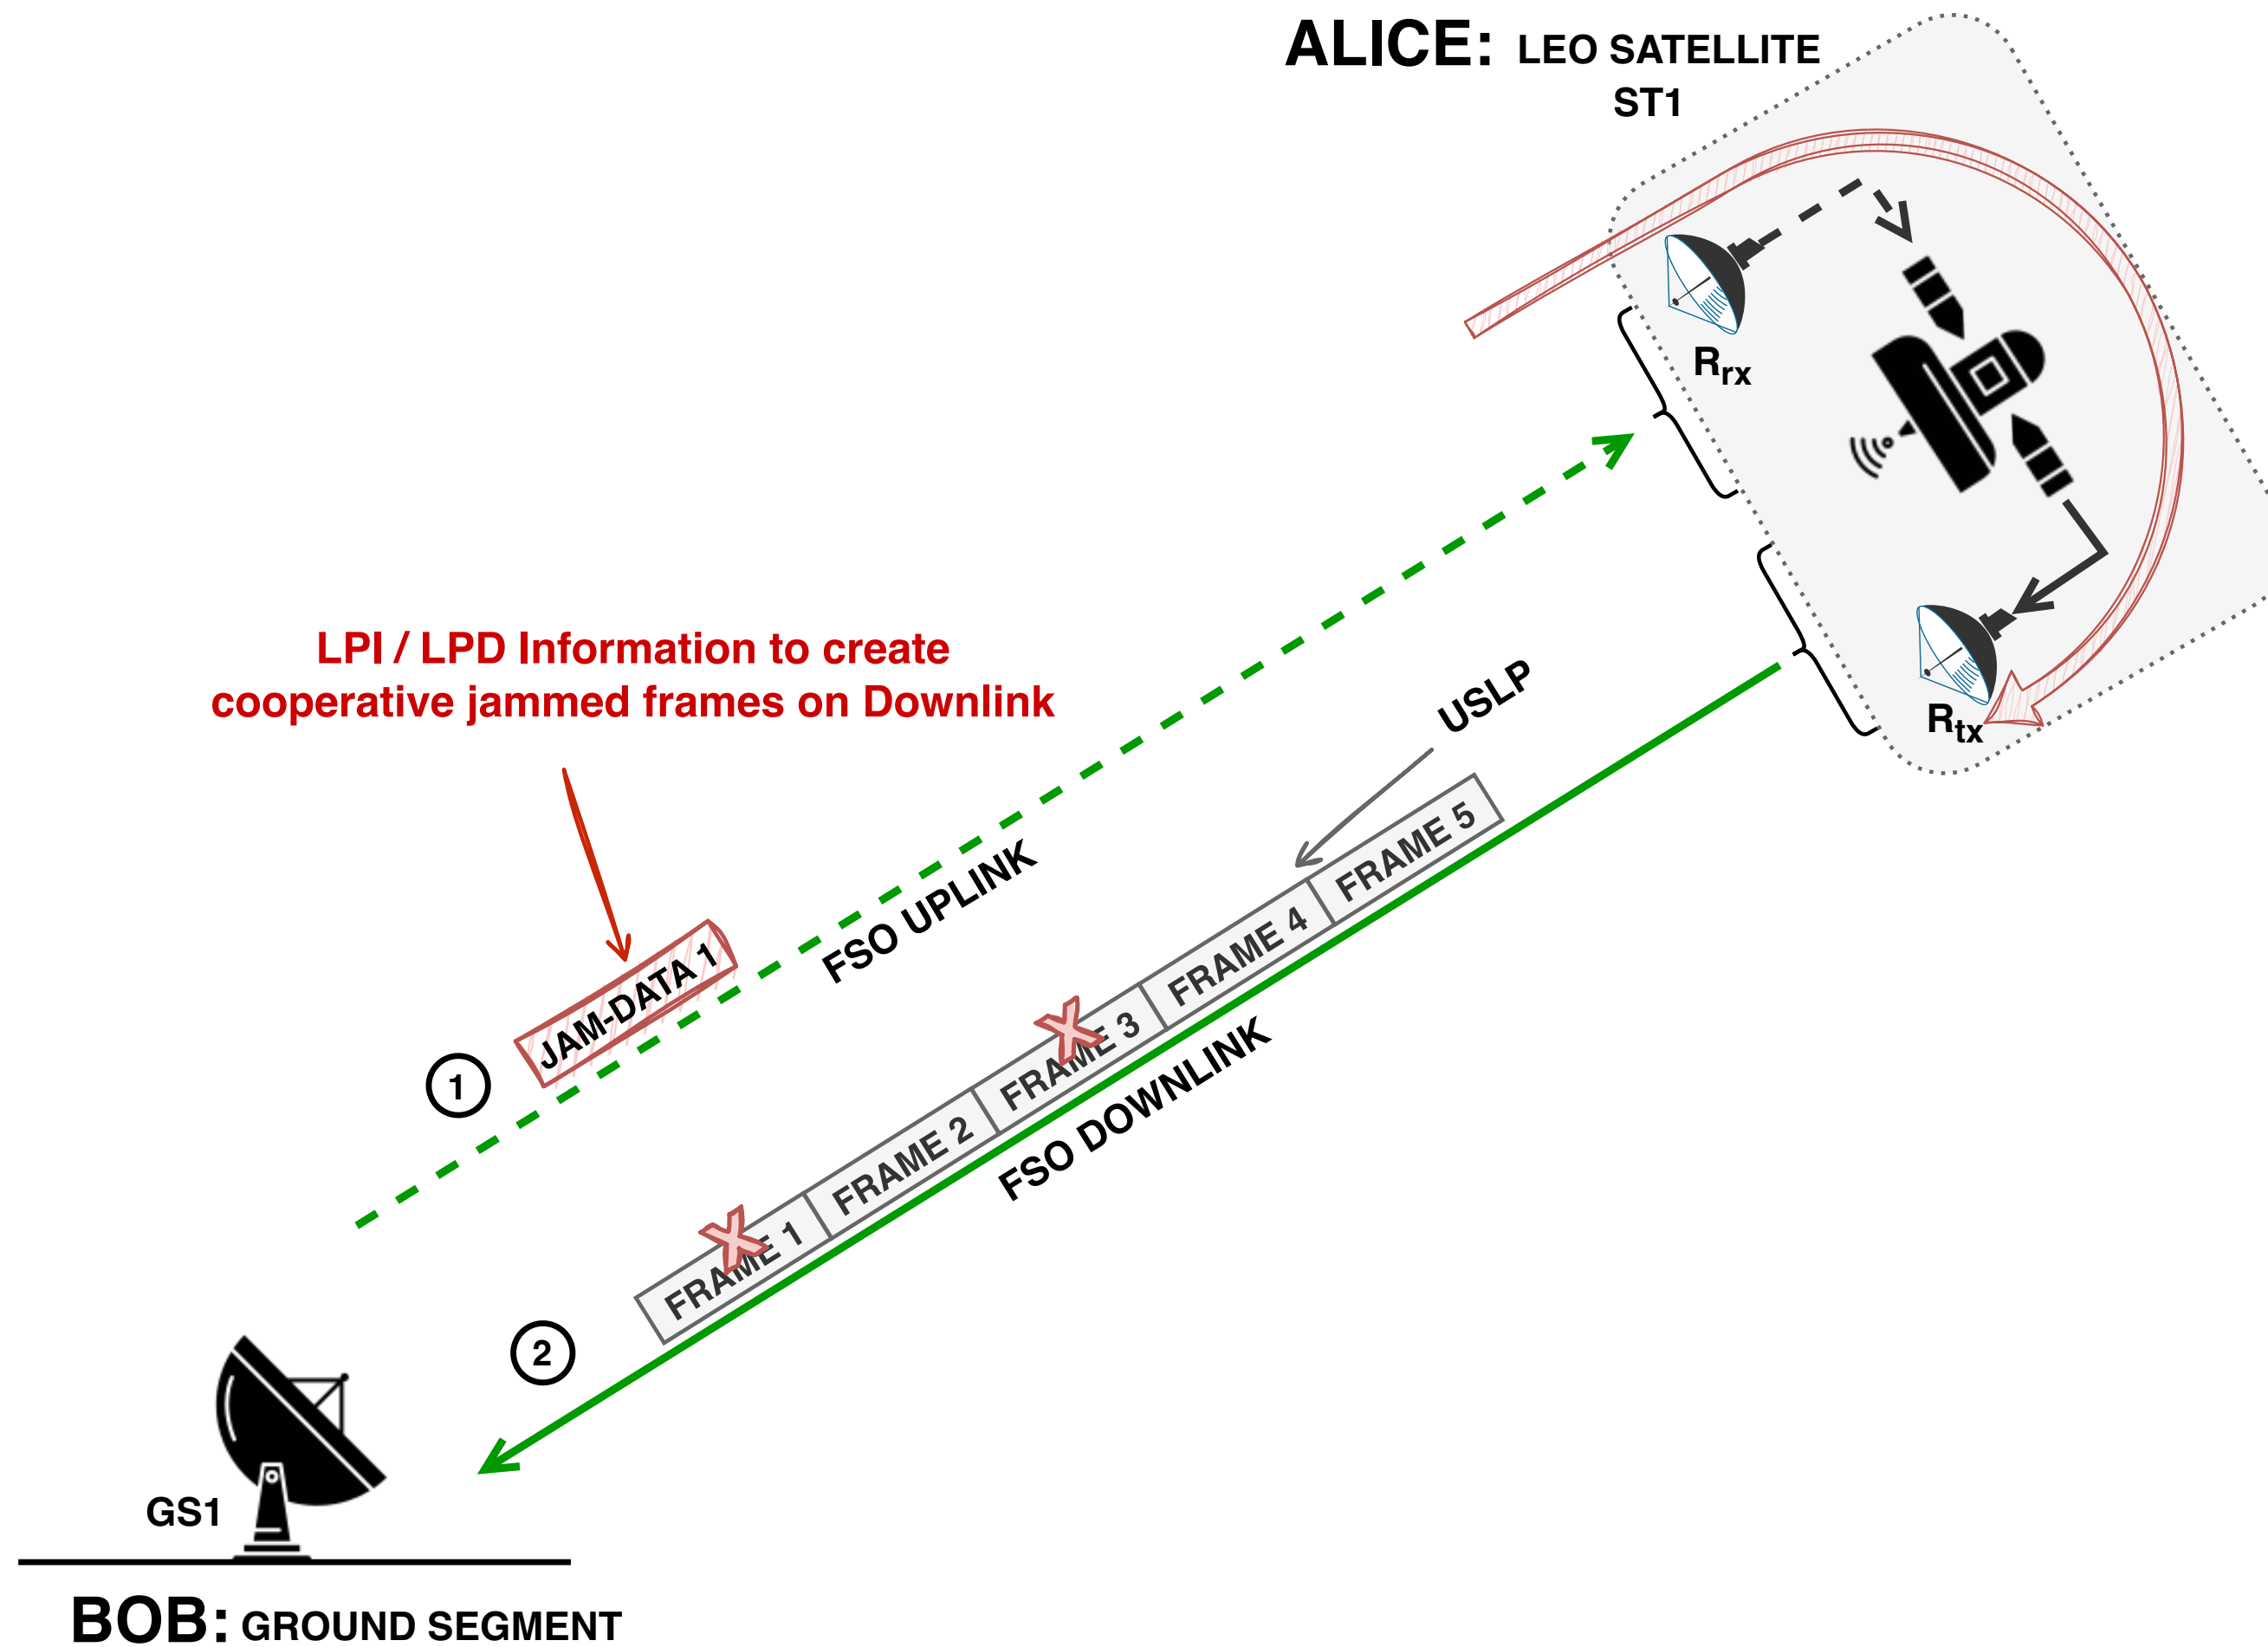 ALICE: LEO SATELLITE
ST1
Rrx
Rtx
LPI / LPD Information to create
cooperative jammed frames on Downlink
USLP
FSO UPLINK
JAM-DATA 1
1
FRAME 1 FRAME 2 FRAME 3 FRAME 4 FRAME 5
FSO DOWNLINK
2
GS1
BOB: GROUND SEGMENT